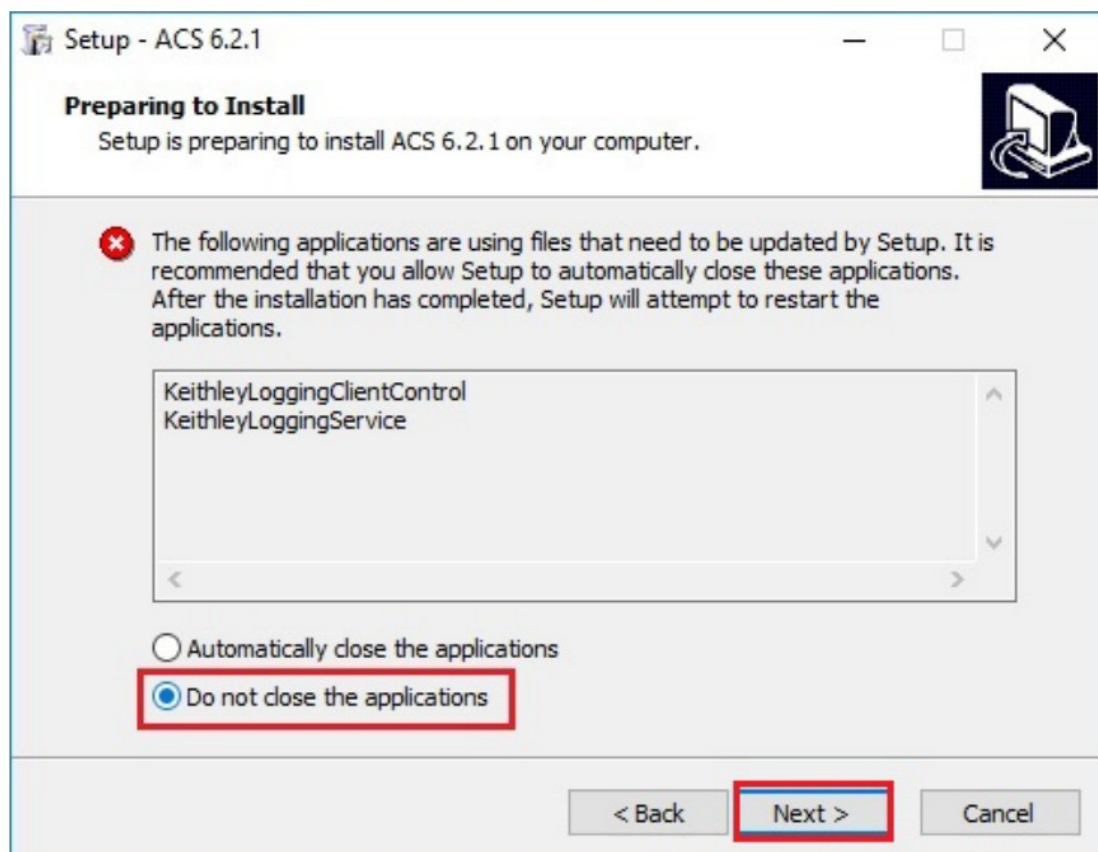 Setup - ACS 6.2.1
Preparing to Install
Setup is preparing to install ACS 6.2.1 on your computer.
The following applications are using files that need to be updated by Setup. It is
recommended that you allow Setup to automatically close these applications.
After the installation has completed, Setup will attempt to restart the
applications.
KeithleyLoggingClientControl
KeithleyLoggingService
Automatically close the applications
Do not close the applications
< Back
Next >
Cancel